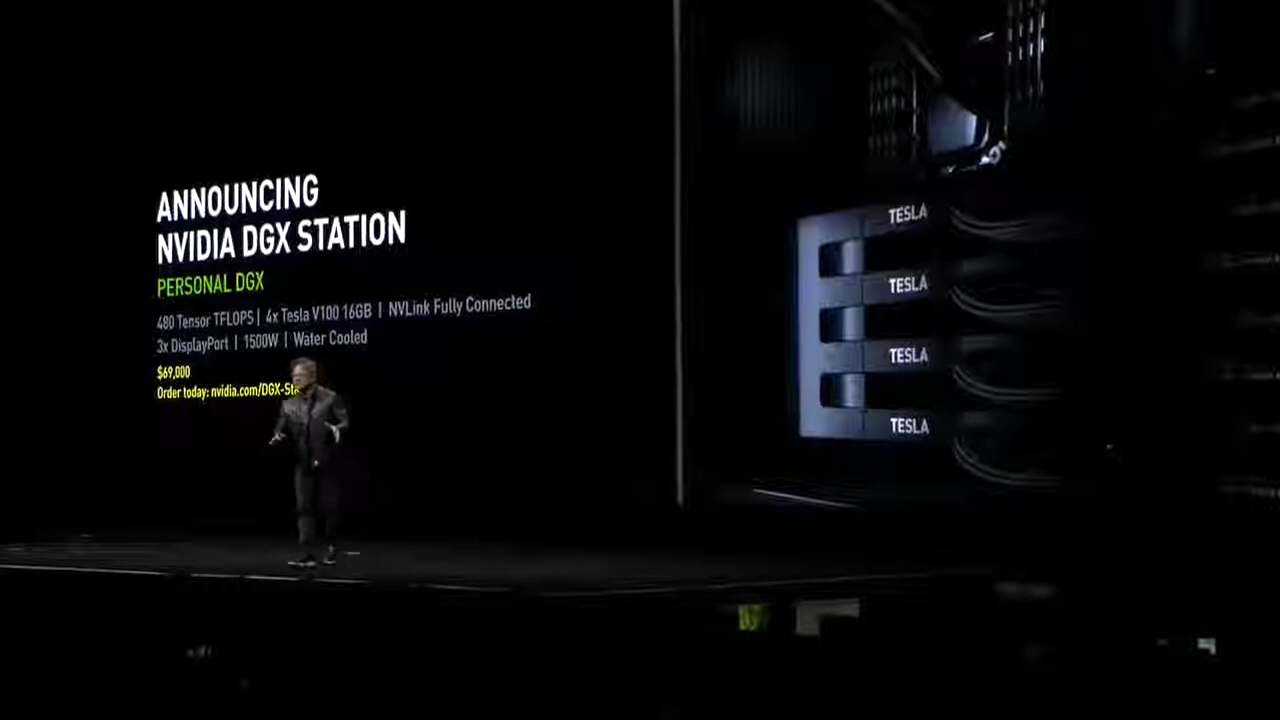 ANNOUNCING
NVIDIA DGX STATION
PERSONAL DGX
480 Tensor TFLOPS | 4x Tesla V100 16GB | NVLink Fully Connected
3x DisplayPort | 1500W | Water Cooled
$69,000
Order today: nvidia.com/DGX-Sta
TESLA
TESLA
TESLA
TESLA